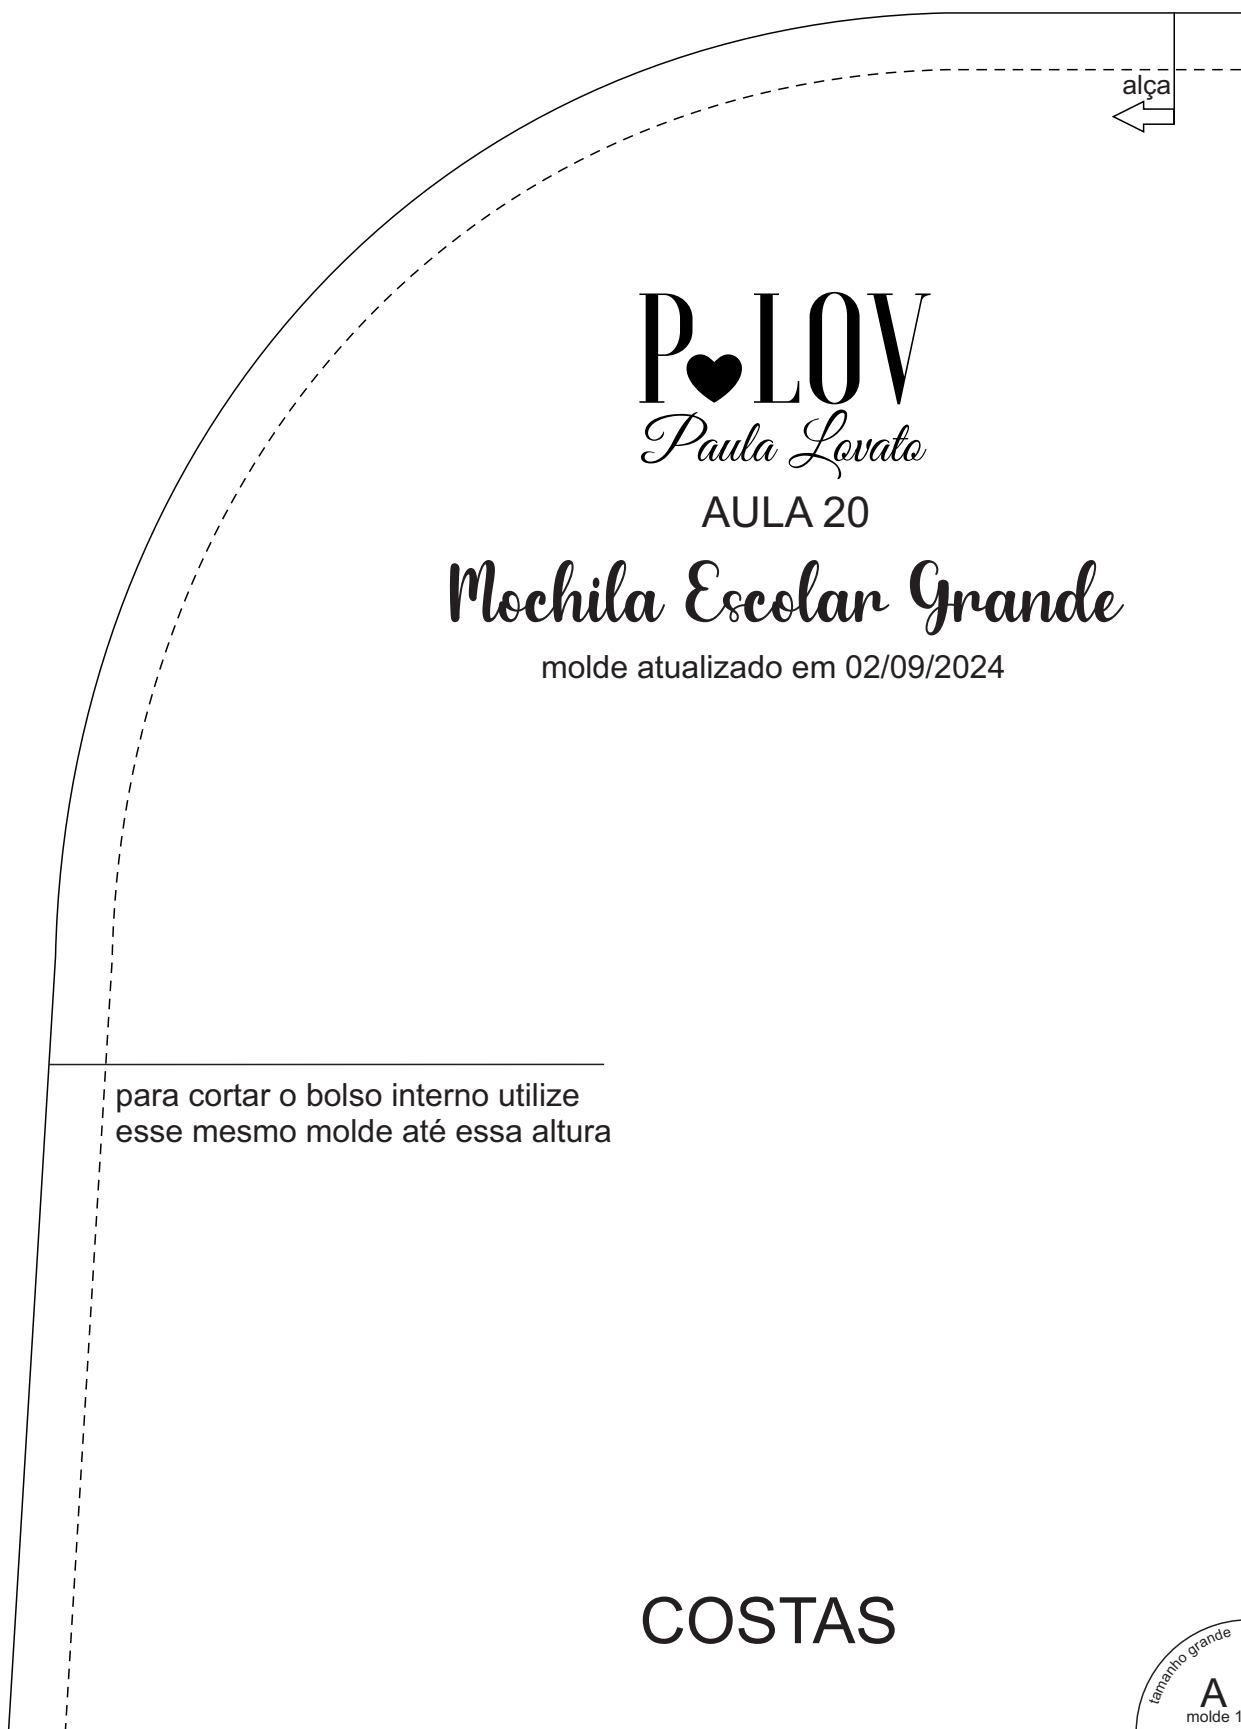 alça
P LOV
Paula Lovato
AULA 20
Mochila Escolar Grande
molde atualizado em 02/09/2024
para cortar o bolso interno utilize
esse mesmo molde até essa altura
COSTAS
tamanho grande
A
molde 1